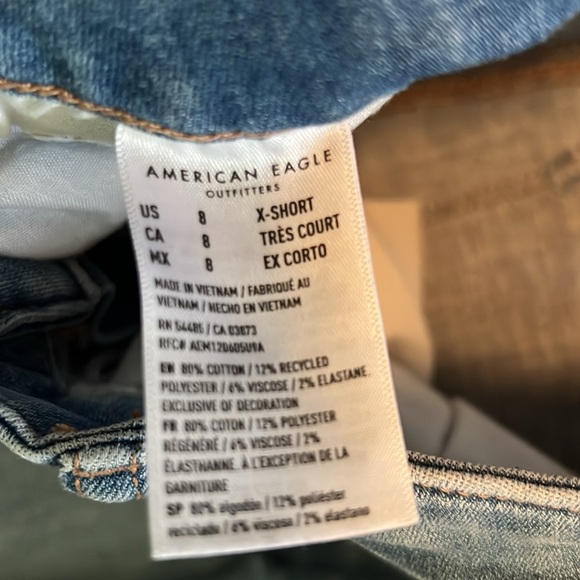 AMERICAN EAGLE
OUTFITTERS
US 8 X-SHORT
CA 8 TRÈS COURT
MX 8 EX CORTO
MADE IN VIETNAM / FABRIQUÉ AU
VIETNAM / HECHO EN VIETNAM
RN 54485 / CA 03873
RFC# AEM120605U9A
EN 80% COTTON / 12% RECYCLED
POLYESTER / 6% VISCOSE / 2% ELASTANE.
EXCLUSIVE OF DECORATION
FR 80% COTON / 12% POLYESTER
RÉGÉNÉRÉ / 6% VISCOSE / 2%
ÉLASTHANNE. À L'EXCEPTION DE LA
GARNITURE
SP 80% algodón / 12% poliéster
reciclado / 6% viscosa / 2% elastano